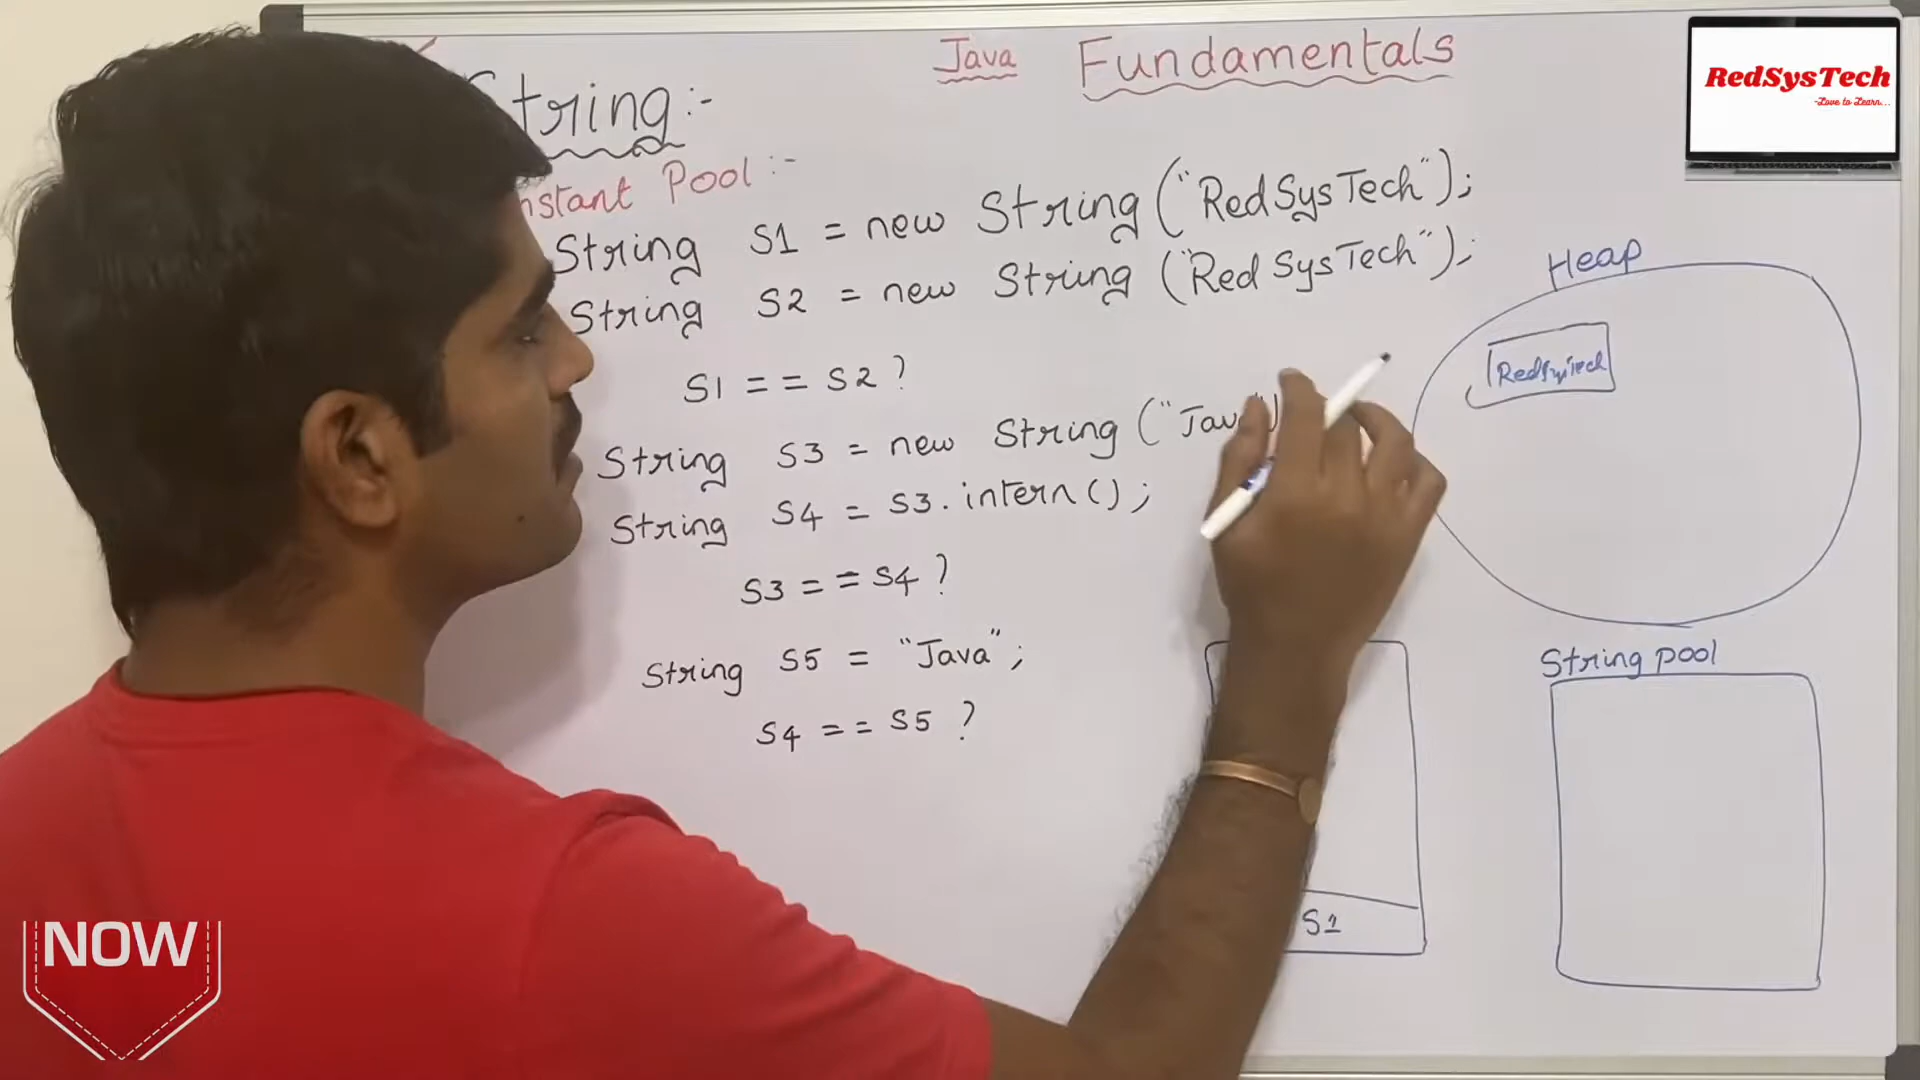 Java Fundamentals
String:-
nstant Pool:-
String S1 = new String ("RedSysTech");
String S2 = new String ("RedSysTech");
S1 == S2 ?
String S3 = new String ("Java")
String S4 = S3.intern();
S3 == S4 ?
String S5 = "Java";
S4 == S5 ?
Heap
RedSysTech
S1
String pool
RedSysTech
-Love to Learn...
NOW